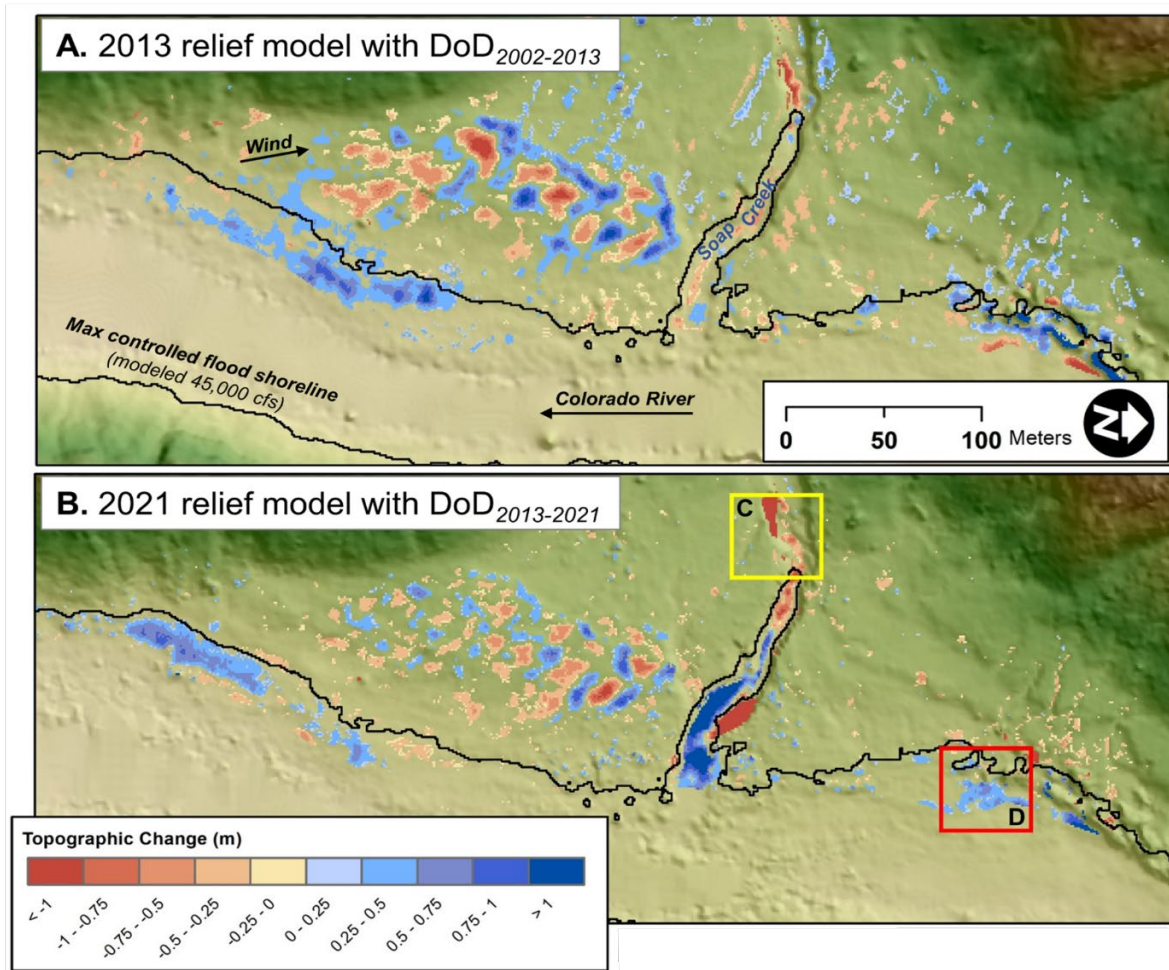 A. 2013 relief model with DoD2002-2013
Wind
Soap Creek
Max controlled flood shoreline
(modeled 45,000 cfs)
Colorado River
0 50 100 Meters
N
B. 2021 relief model with DoD2013-2021
C
D
Topographic Change (m)
< -1
-1 - -0.75
-0.75 - -0.5
-0.5 - -0.25
-0.25 - 0
0 - 0.25
0.25 - 0.5
0.5 - 0.75
0.75 - 1
> 1